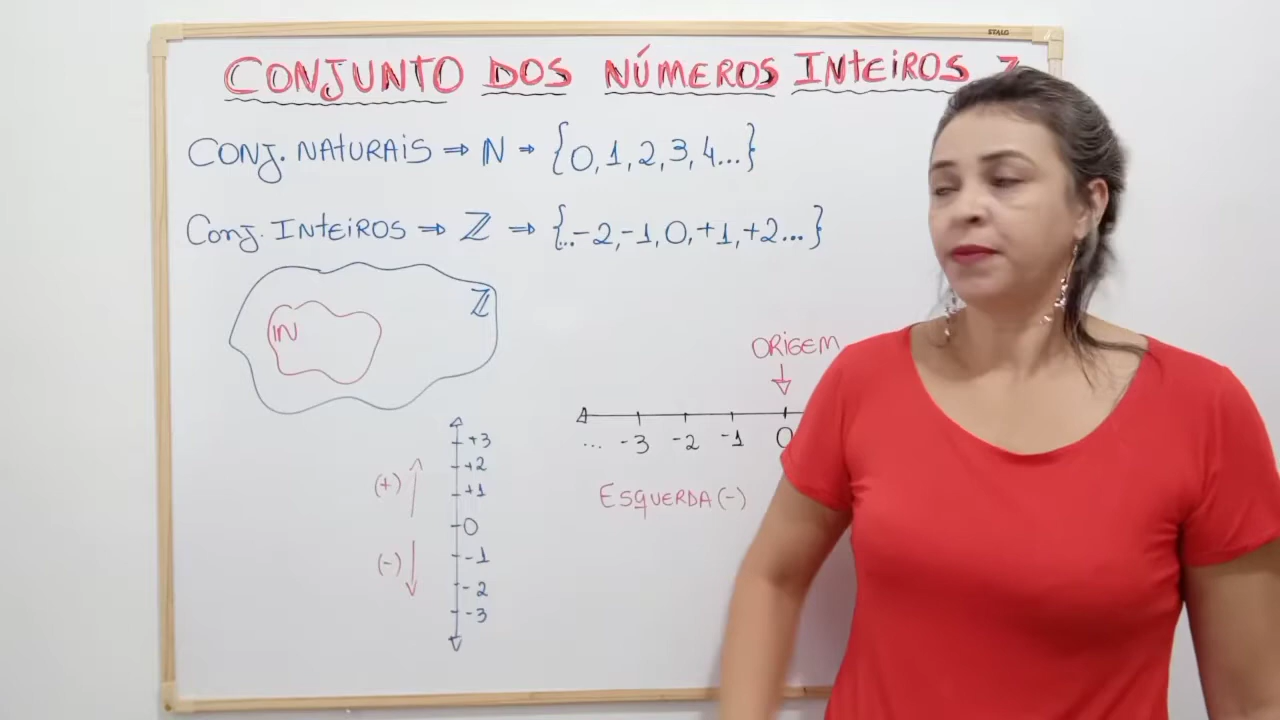 STALO
CONJUNTO DOS NÚMEROS INTEIROS
CONJ. NATURAIS ⇒ ℕ ⇒ {0, 1, 2, 3, 4...}
CONJ. INTEIROS ⇒ ℤ ⇒ {...-2, -1, 0, +1, +2...}
ℤ
ℕ
ORIGEM
... -3 -2 -1 0
ESQUERDA (-)
+3
+2
(+)
+1
0
-1
(-)
-2
-3